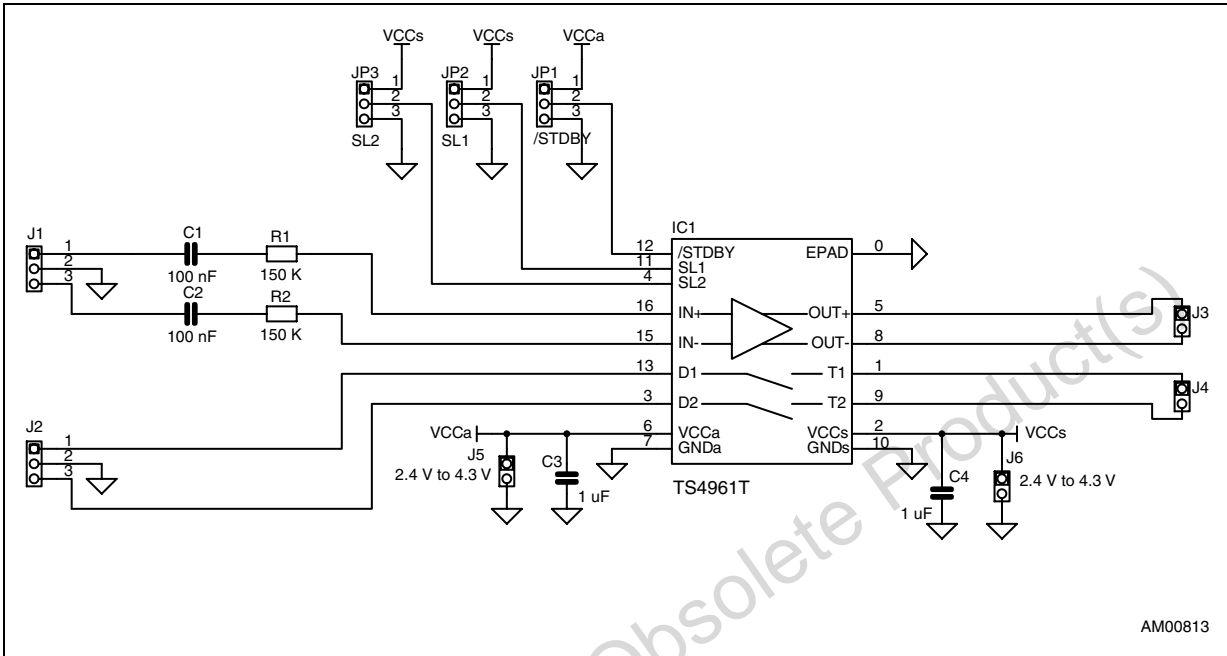 VCCs VCCs VCCa
JP3 JP2 JP1
1 1 1
2 2 2
3 3 3
SL2 SL1 /STDBY
IC1
J1
1
2
3
C1
100 nF
R1
150 K
C2
100 nF
R2
150 K
12 /STDBY EPAD 0
11 SL1
4 SL2
16 IN+ OUT+ 5
15 IN- OUT- 8
13 D1 T1 1
3 D2 T2 9
6 VCCa VCCs 2
7 GNDa GNDs 10
TS4961T
J3
J4
J2
1
2
3
VCCa
J5
2.4 V to 4.3 V
C3
1 uF
VCCs
J6
2.4 V to 4.3 V
C4
1 uF
Obsolete Product(s)
AM00813